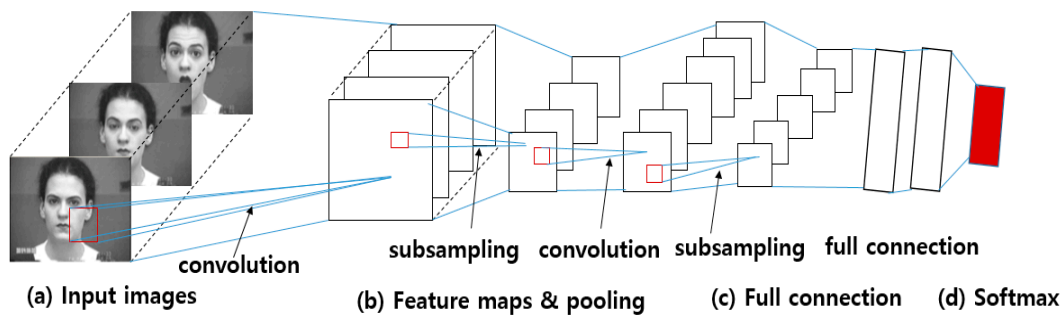 convolution
subsampling
convolution
subsampling
full connection
(a) Input images
(b) Feature maps & pooling
(c) Full connection
(d) Softmax